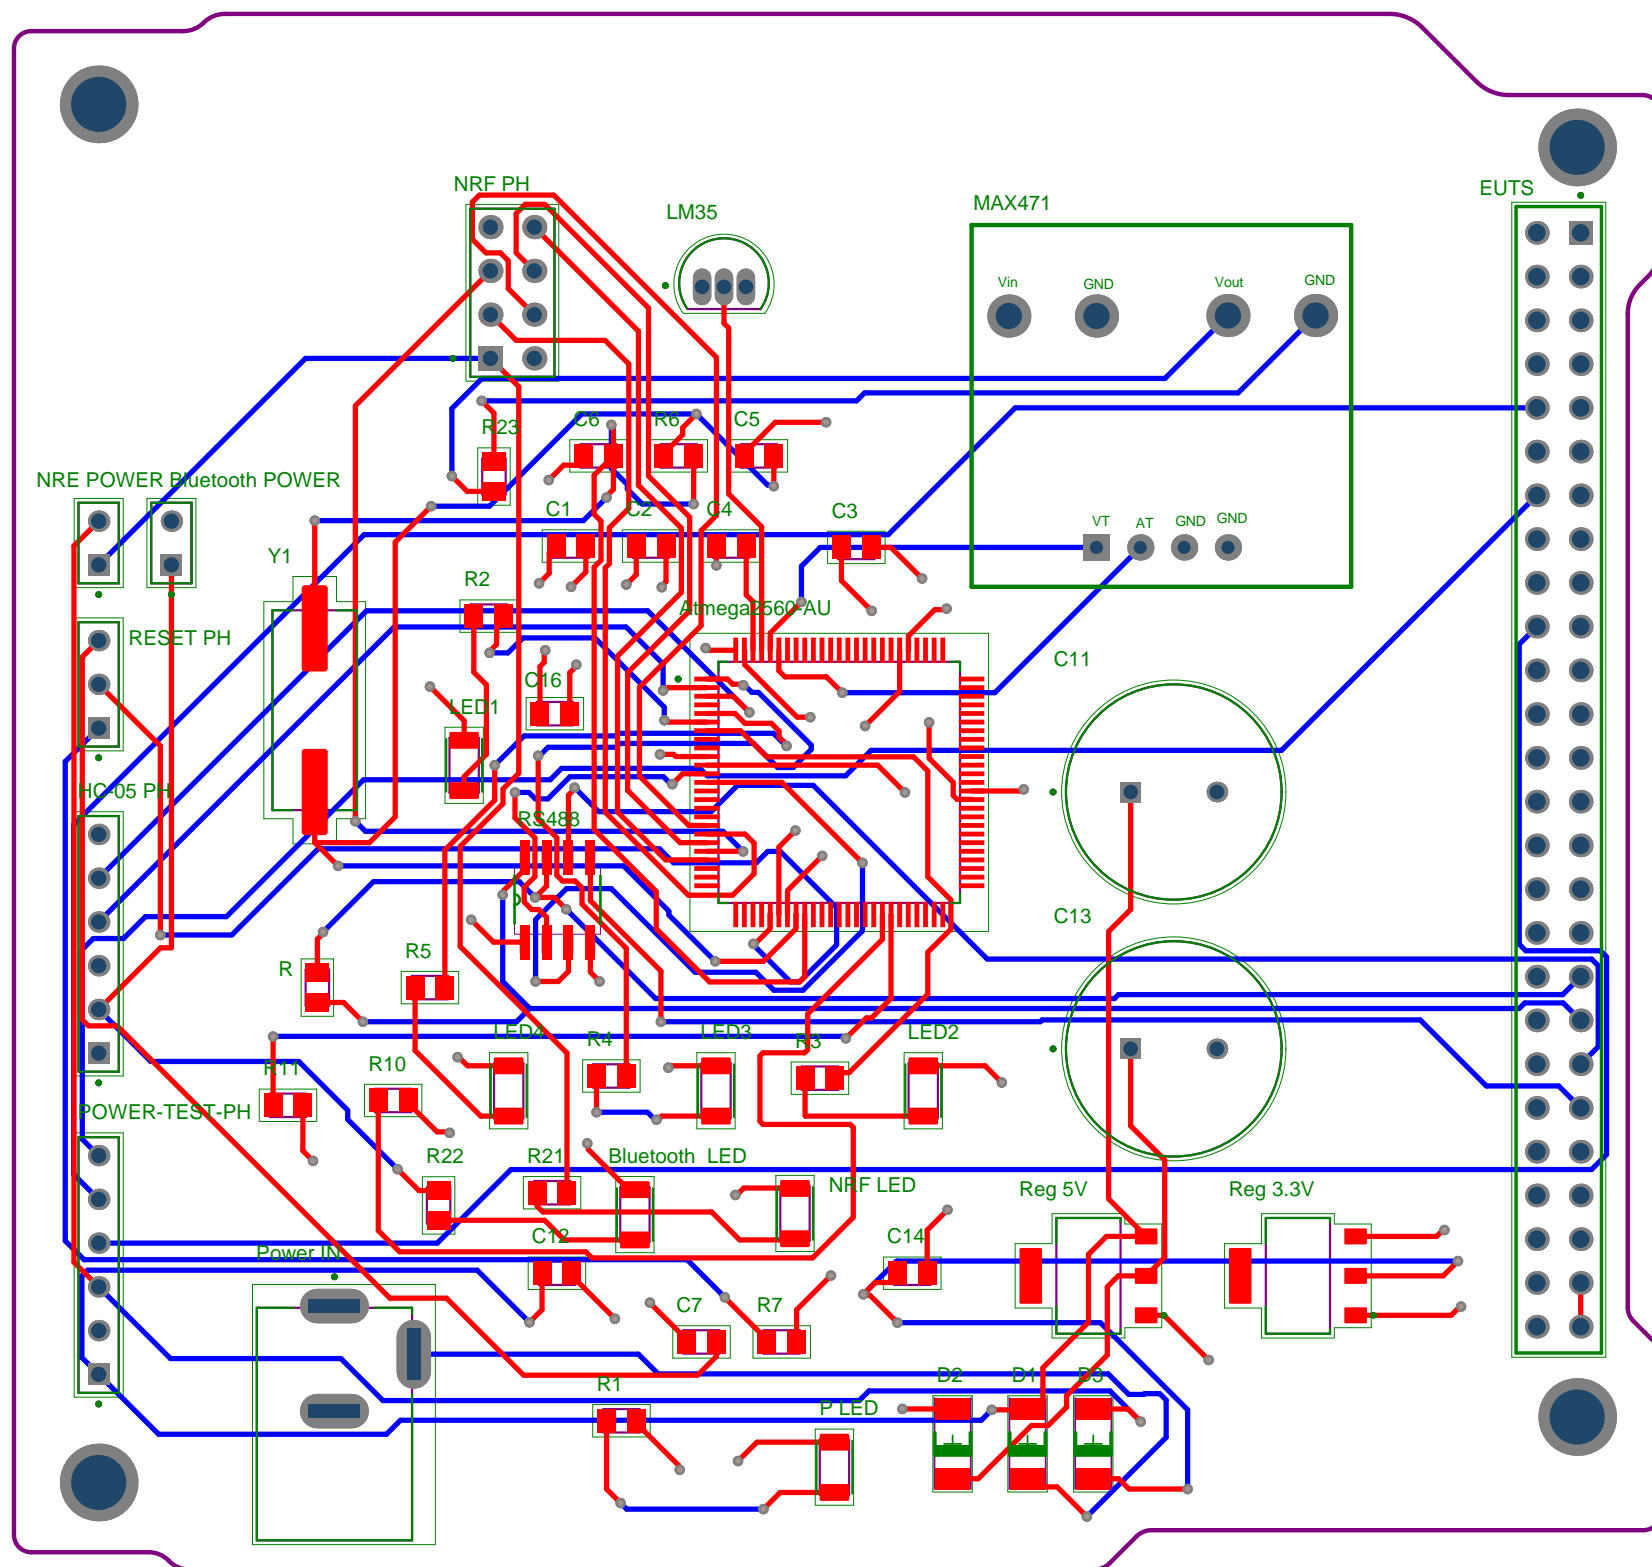 NRF PH
EUTS
MAX471
LM35
Vin
GND
Vout
GND
R23
C6
R6
C5
NRE POWER
Bluetooth POWER
C1
C2
C4
C3
VT
AT
GND
GND
Y1
R2
Atmega2560-AU
RESET PH
C11
C16
LED1
HC-05 PH
RS488
C13
R5
R
LED4
R4
LED3
R3
LED2
R11
R10
POWER-TEST-PH
R22
R21
Bluetooth LED
NRF LED
Reg 5V
Reg 3.3V
C12
C14
Power IN
C7
R7
R1
P LED
D2
D1
D3